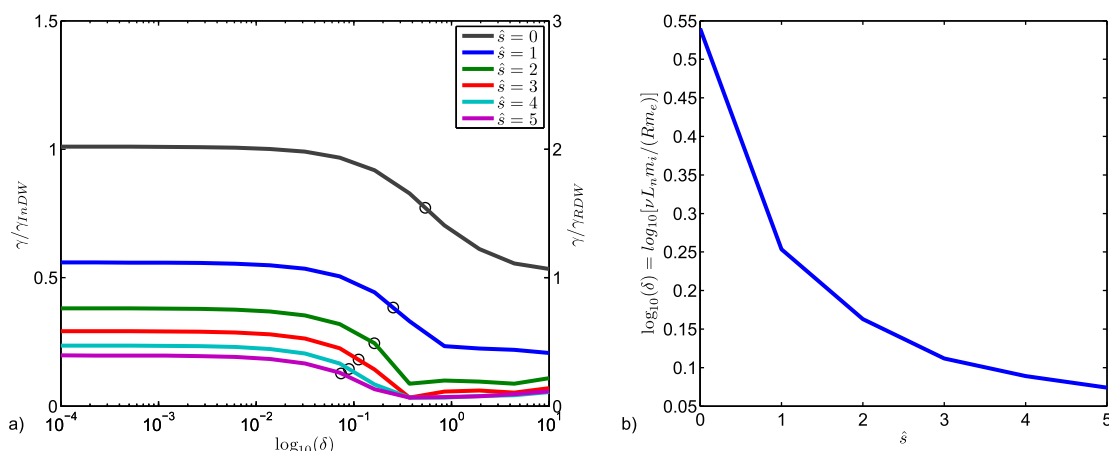 1.5
1
0.5
0
γ/γ_InDW
3
2
1
0
γ/γ_RDW
ŝ = 0
ŝ = 1
ŝ = 2
ŝ = 3
ŝ = 4
ŝ = 5
10^-4
10^-3
10^-2
10^-1
10^0
10^1
log10(δ)
a)
0.55
0.5
0.45
0.4
0.35
0.3
0.25
0.2
0.15
0.1
0.05
log10(δ) = log10[νL_n m_i/(Rm_e)]
0
1
2
3
4
5
ŝ
b)